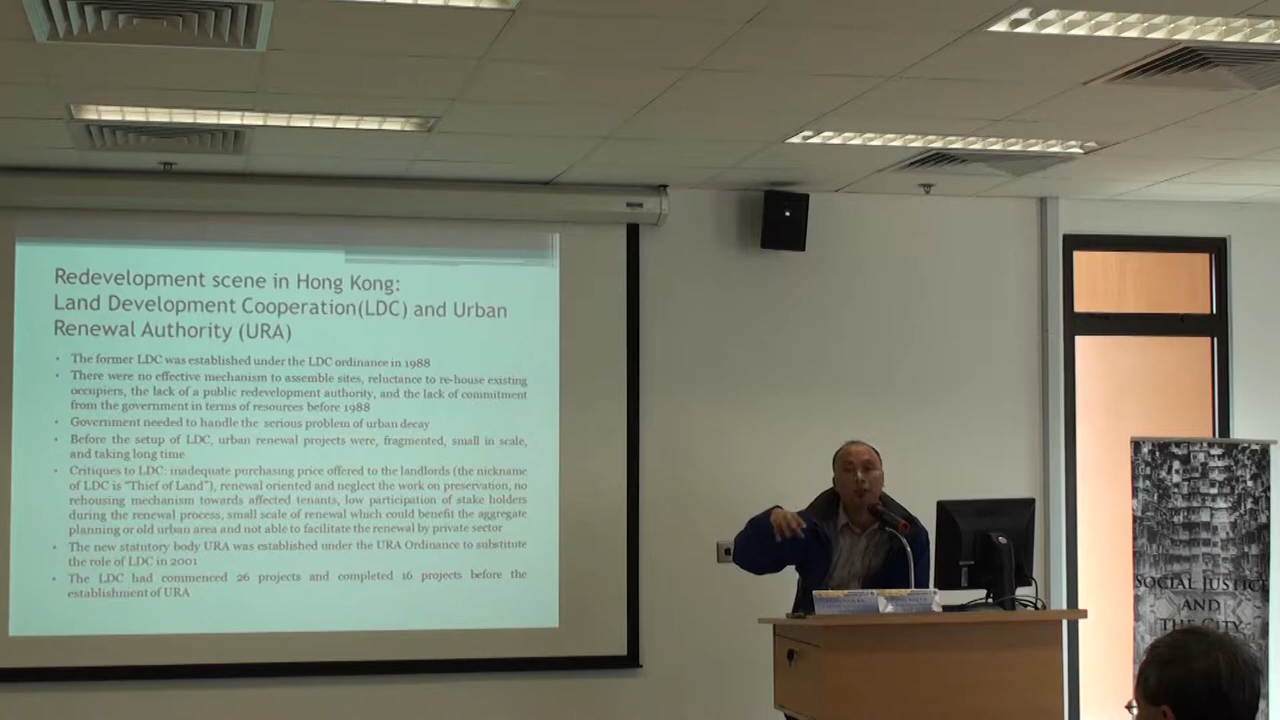 Redevelopment scene in Hong Kong:
Land Development Cooperation(LDC) and Urban
Renewal Authority (URA)
• The former LDC was established under the LDC ordinance in 1988
• There were no effective mechanism to assemble sites, reluctance to re-house existing
occupiers, the lack of a public redevelopment authority, and the lack of commitment
from the government in terms of resources before 1988
• Government needed to handle the serious problem of urban decay
• Before the setup of LDC, urban renewal projects were, fragmented, small in scale,
and taking long time
• Critiques to LDC: inadequate purchasing price offered to the landlords (the nickname
of LDC is "Thief of Land"), renewal oriented and neglect the work on preservation, no
rehousing mechanism towards affected tenants, low participation of stake holders
during the renewal process, small scale of renewal which could benefit the aggregate
planning or old urban area and not able to facilitate the renewal by private sector
• The new statutory body URA was established under the URA Ordinance to substitute
the role of LDC in 2001
• The LDC had commenced 26 projects and completed 16 projects before the
establishment of URA
SOCIAL JUSTICE
AND
THE CITY